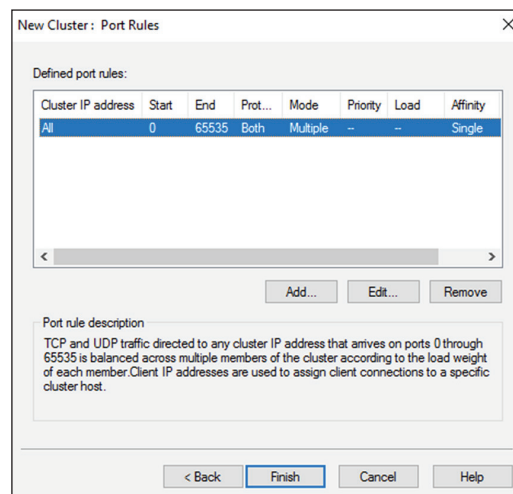 New Cluster : Port Rules
Defined port rules:
Cluster IP address Start End Prot... Mode Priority Load Affinity
All 0 65535 Both Multiple -- -- Single
Add... Edit... Remove
Port rule description
TCP and UDP traffic directed to any cluster IP address that arrives on ports 0 through
65535 is balanced across multiple members of the cluster according to the load weight
of each member.Client IP addresses are used to assign client connections to a specific
cluster host.
< Back Finish Cancel Help